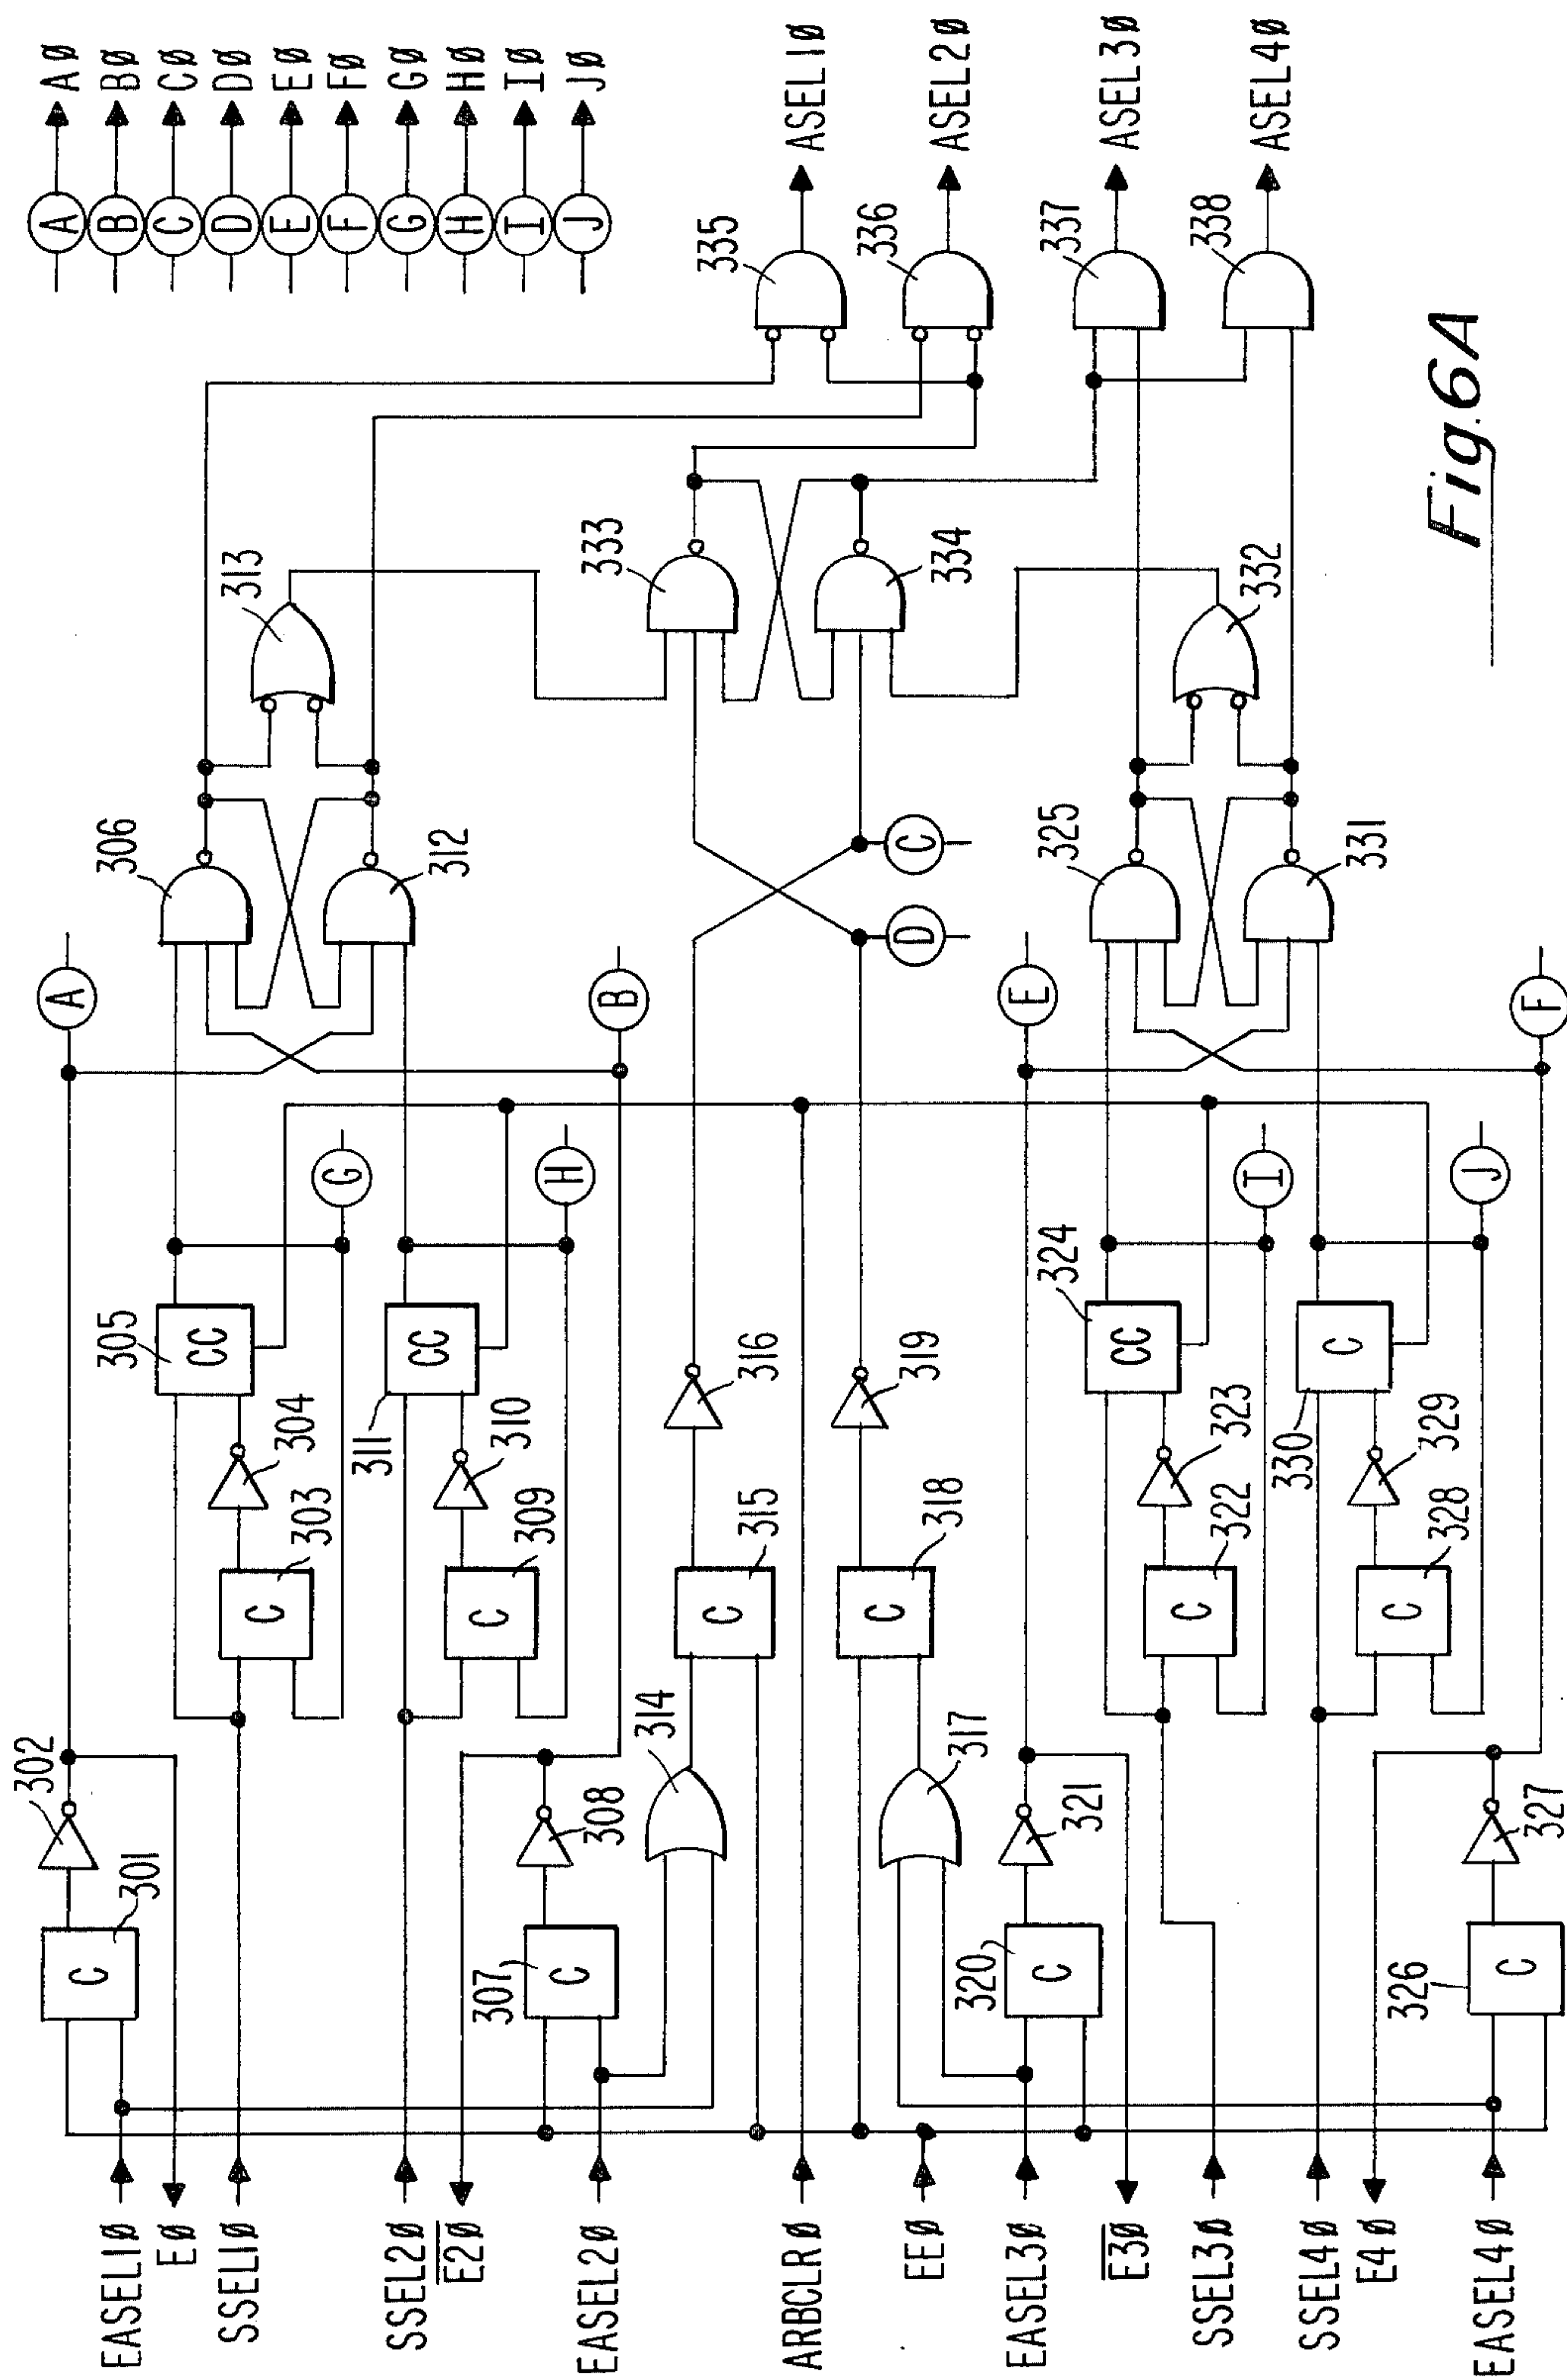 A AØ
B BØ
C CØ
D DØ
E EØ
F FØ
G GØ
H HØ
I IØ
J JØ
EASEL1Ø
EØ
SSEL1Ø
SSEL2Ø
E2Ø
EASEL2Ø
ARBCLRØ
EEØ
EASEL3Ø
E3Ø
SSEL3Ø
SSEL4Ø
E4Ø
EASEL4Ø
C 301
302
C 303
304
CC 305
306
C 307
308
C 309
310
CC 311
312
313
314
C 315
316
317
C 318
319
C 320
321
C 322
323
CC 324
325
C 326
327
C 328
329
C 330
331
332
333
334
335
336
337
338
A
B
C
D
E
F
G
H
I
J
ASEL1Ø
ASEL2Ø
ASEL3Ø
ASEL4Ø
Fig.6A